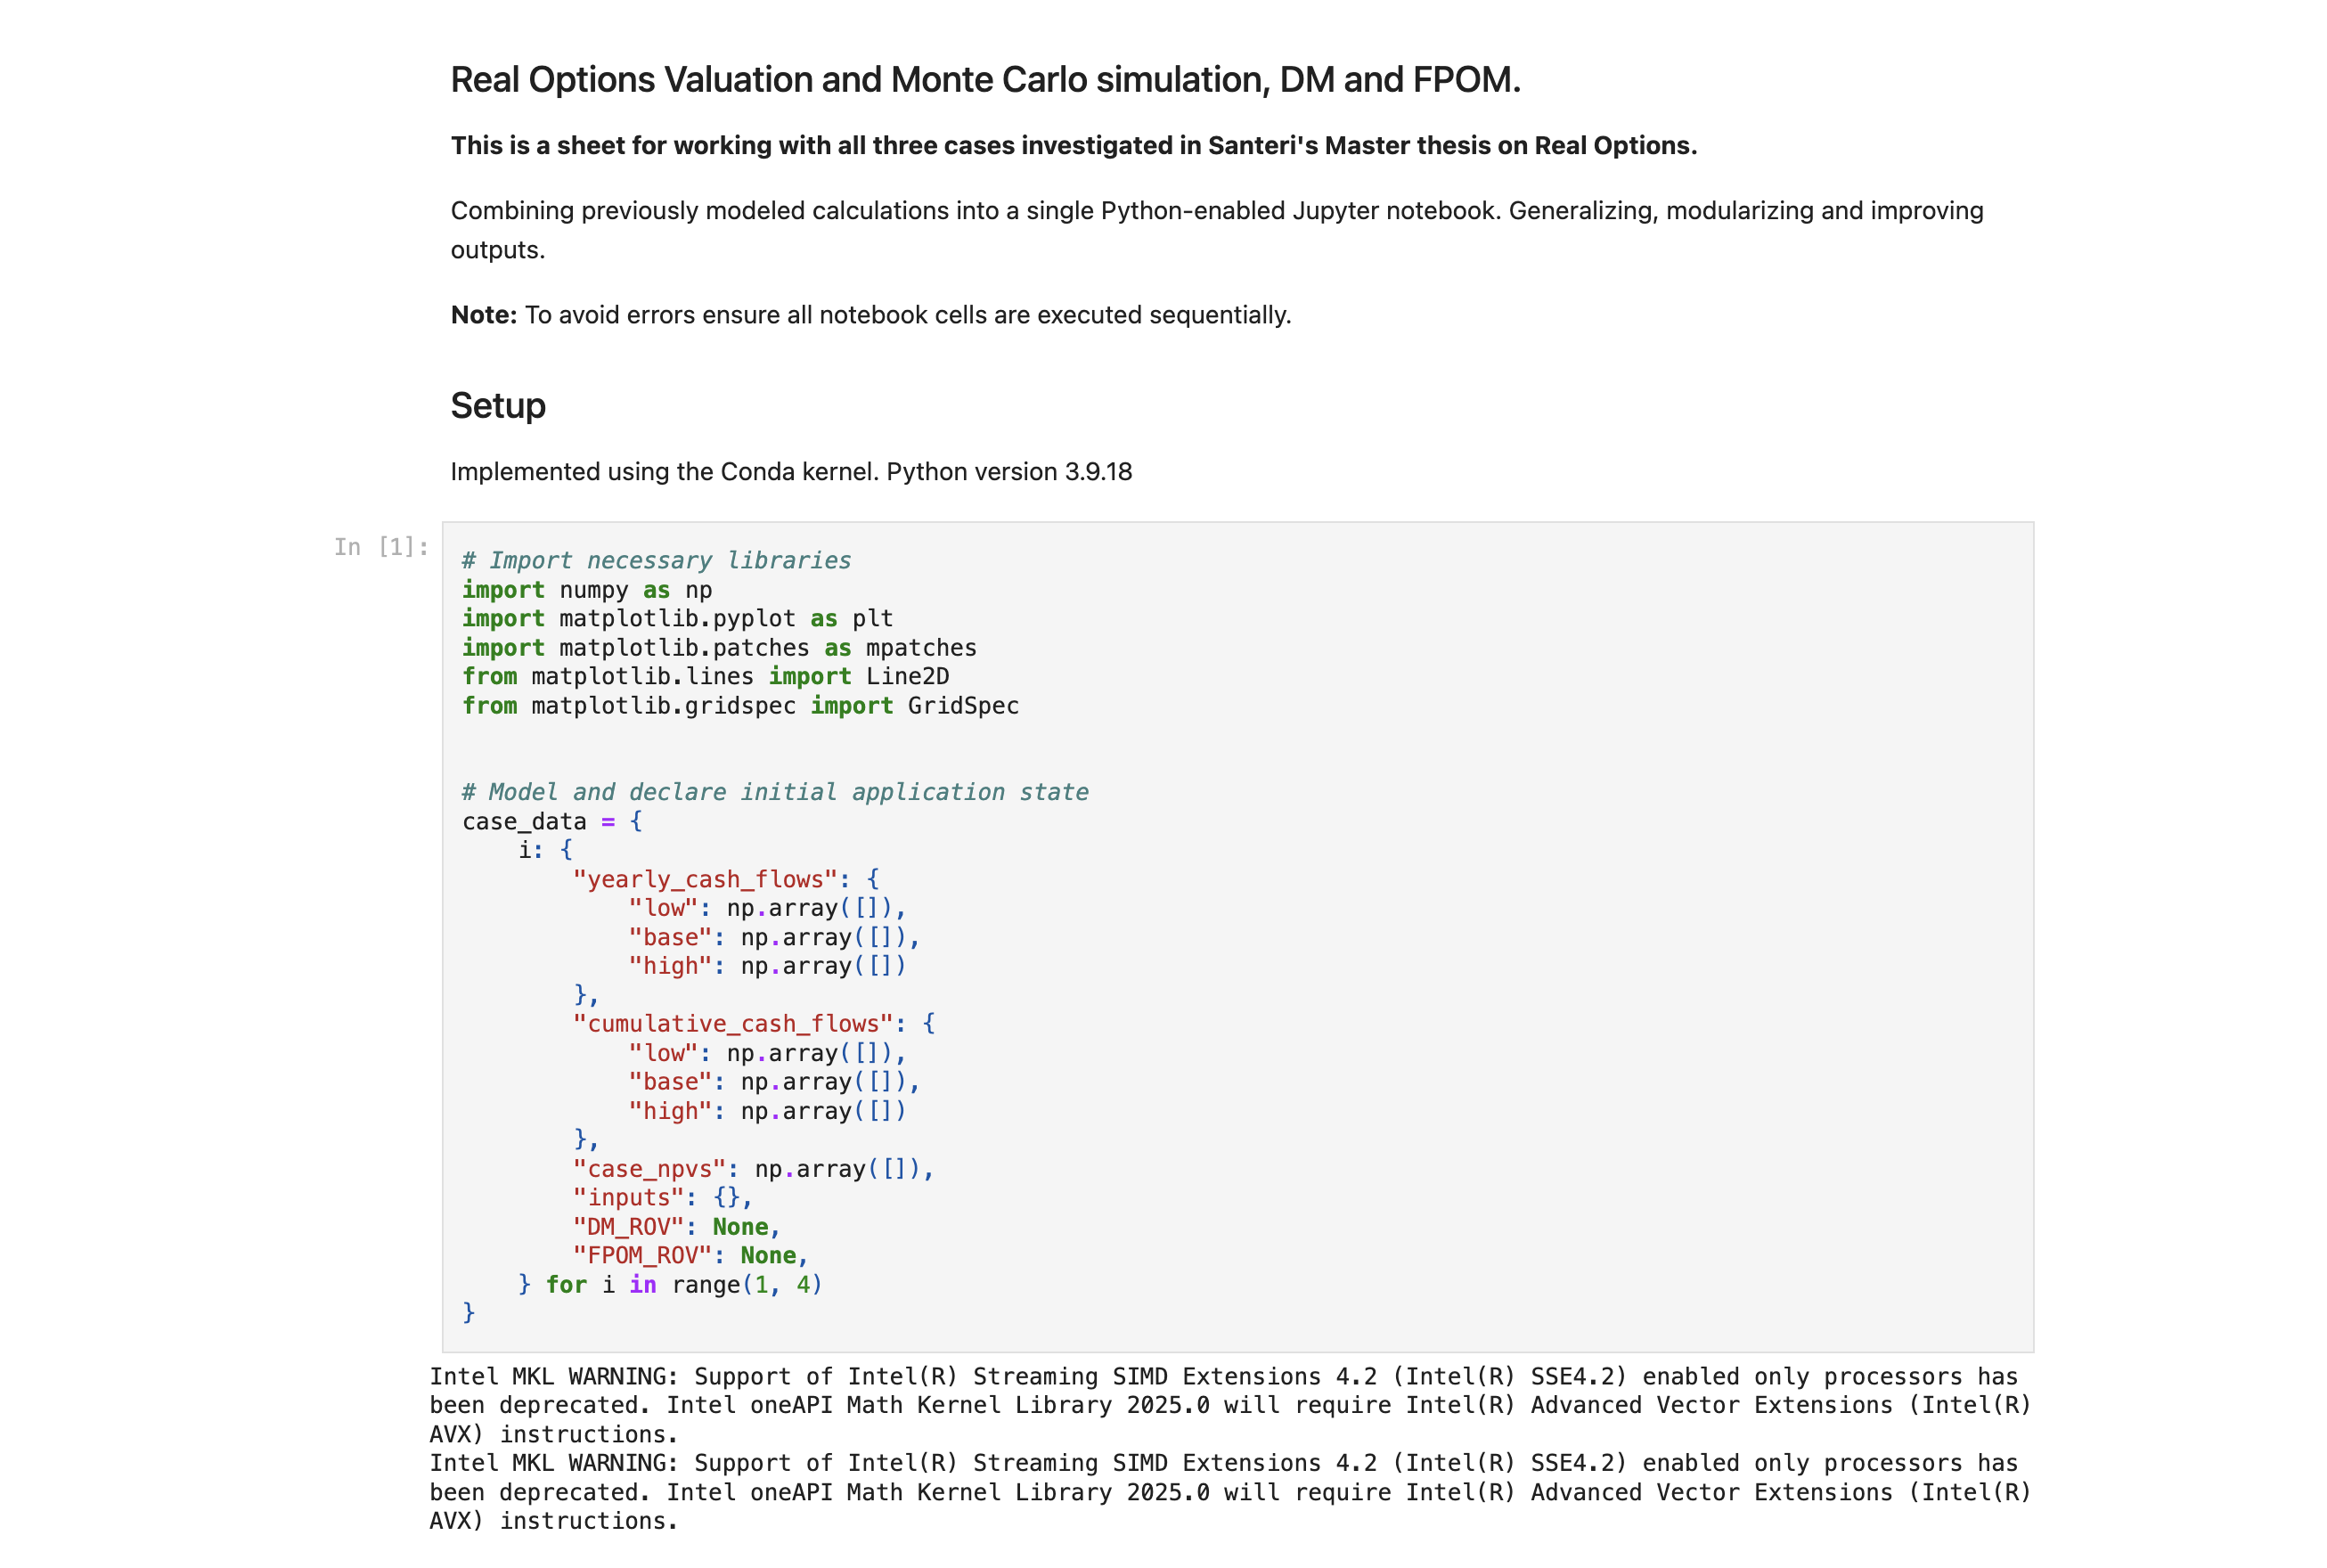 Real Options Valuation and Monte Carlo simulation, DM and FPOM.
This is a sheet for working with all three cases investigated in Santeri's Master thesis on Real Options.
Combining previously modeled calculations into a single Python-enabled Jupyter notebook. Generalizing, modularizing and improving
outputs.
Note: To avoid errors ensure all notebook cells are executed sequentially.
Setup
Implemented using the Conda kernel. Python version 3.9.18
In [1]:
# Import necessary libraries
import numpy as np
import matplotlib.pyplot as plt
import matplotlib.patches as mpatches
from matplotlib.lines import Line2D
from matplotlib.gridspec import GridSpec
# Model and declare initial application state
case_data = {
    i: {
        "yearly_cash_flows": {
            "low": np.array([]),
            "base": np.array([]),
            "high": np.array([])
        },
        "cumulative_cash_flows": {
            "low": np.array([]),
            "base": np.array([]),
            "high": np.array([])
        },
        "case_npvs": np.array([]),
        "inputs": {},
        "DM_ROV": None,
        "FPOM_ROV": None,
    } for i in range(1, 4)
}
Intel MKL WARNING: Support of Intel(R) Streaming SIMD Extensions 4.2 (Intel(R) SSE4.2) enabled only processors has
been deprecated. Intel oneAPI Math Kernel Library 2025.0 will require Intel(R) Advanced Vector Extensions (Intel(R)
AVX) instructions.
Intel MKL WARNING: Support of Intel(R) Streaming SIMD Extensions 4.2 (Intel(R) SSE4.2) enabled only processors has
been deprecated. Intel oneAPI Math Kernel Library 2025.0 will require Intel(R) Advanced Vector Extensions (Intel(R)
AVX) instructions.